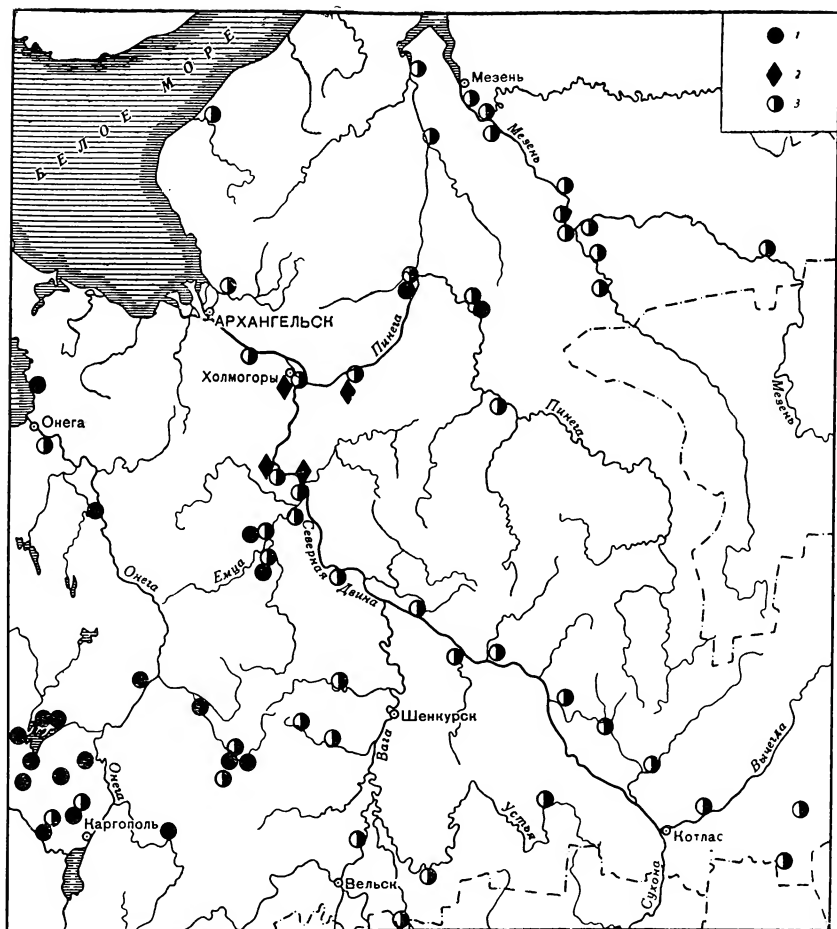 1
2
3
БЕЛОЕ МОРЕ
Мезень
Мезень
АРХАНГЕЛЬСК
Пинега
Холмогоры
Мезень
Онега
Пинега
Северная
Двина
Емца
Онега
Шенкурск
Вага
Онега
Вычегда
Устья
Каргополь
Котлас
Сухона
Вельск